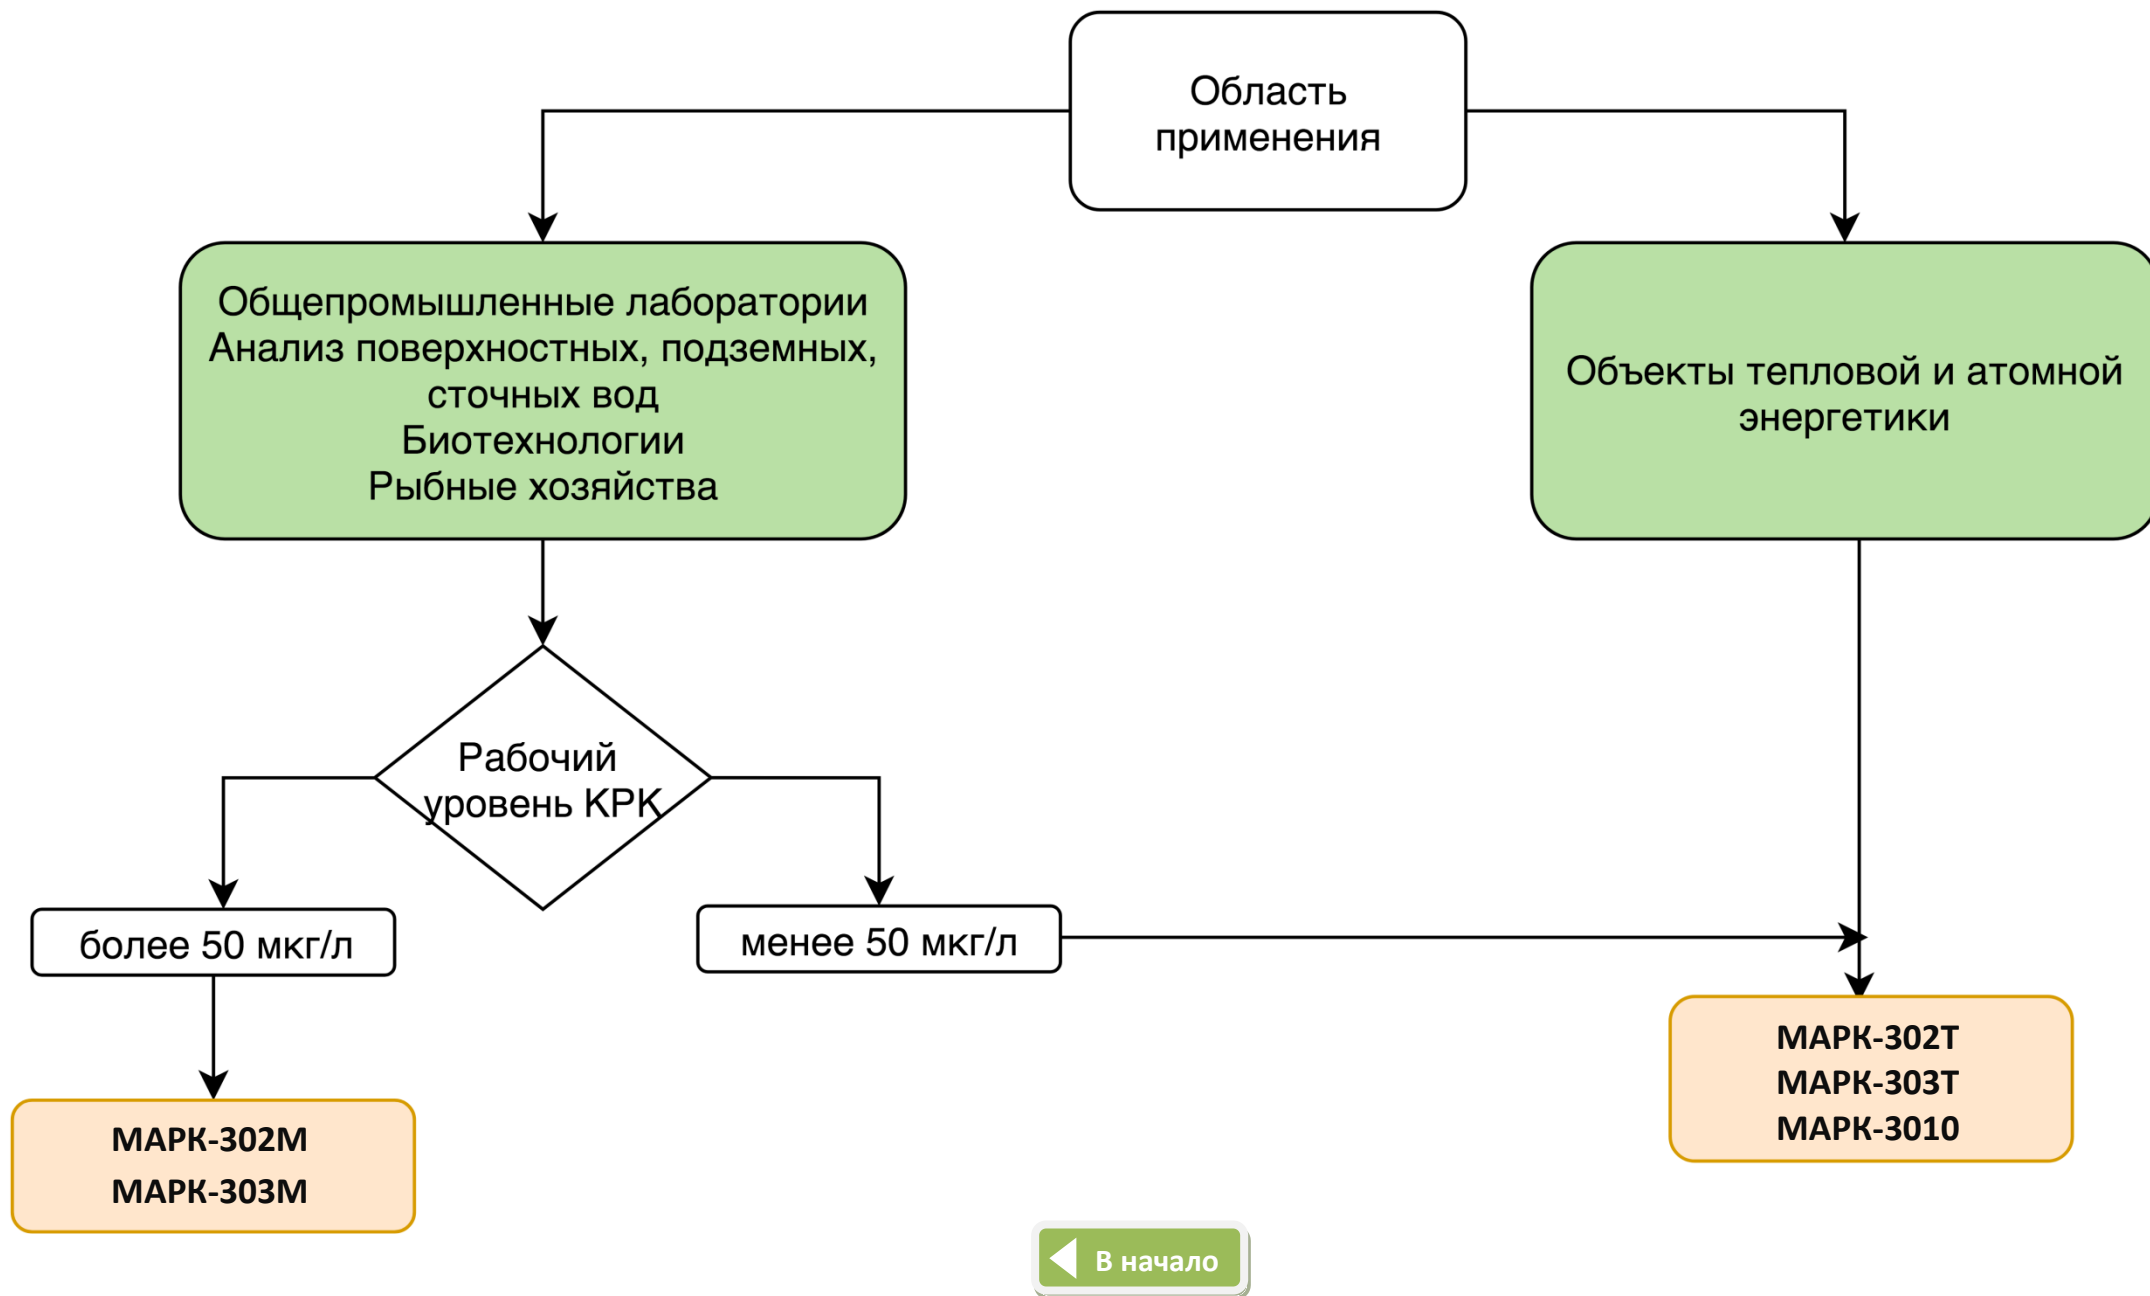 Область
применения
Общепромышленные лаборатории
Анализ поверхностных, подземных,
сточных вод
Биотехнологии
Рыбные хозяйства
Объекты тепловой и атомной
энергетики
Рабочий
уровень КРК
более 50 мкг/л
менее 50 мкг/л
МАРК-302Т
МАРК-303Т
МАРК-3010
МАРК-302М
МАРК-303М
В начало